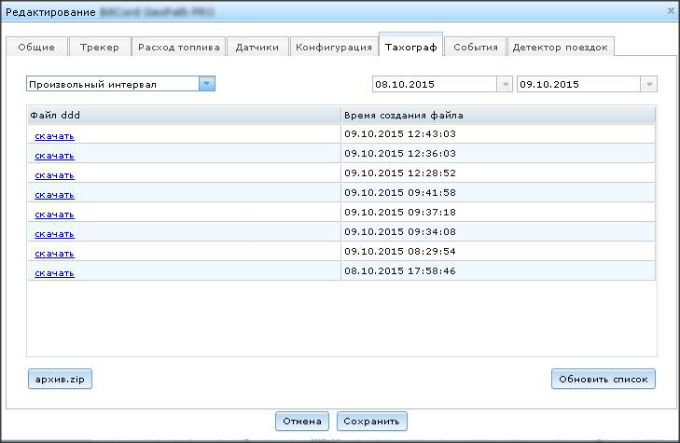 Редактирование
Общие Трекер Расход топлива Датчики Конфигурация Тахограф События Детектор поездок
Произвольный интервал 08.10.2015 09.10.2015
Файл ddd Время создания файла
скачать 09.10.2015 12:43:03
скачать 09.10.2015 12:36:03
скачать 09.10.2015 12:28:52
скачать 09.10.2015 09:41:58
скачать 09.10.2015 09:37:18
скачать 09.10.2015 09:34:08
скачать 09.10.2015 08:29:54
скачать 08.10.2015 17:58:46
архив.zip Обновить список
Отмена Сохранить